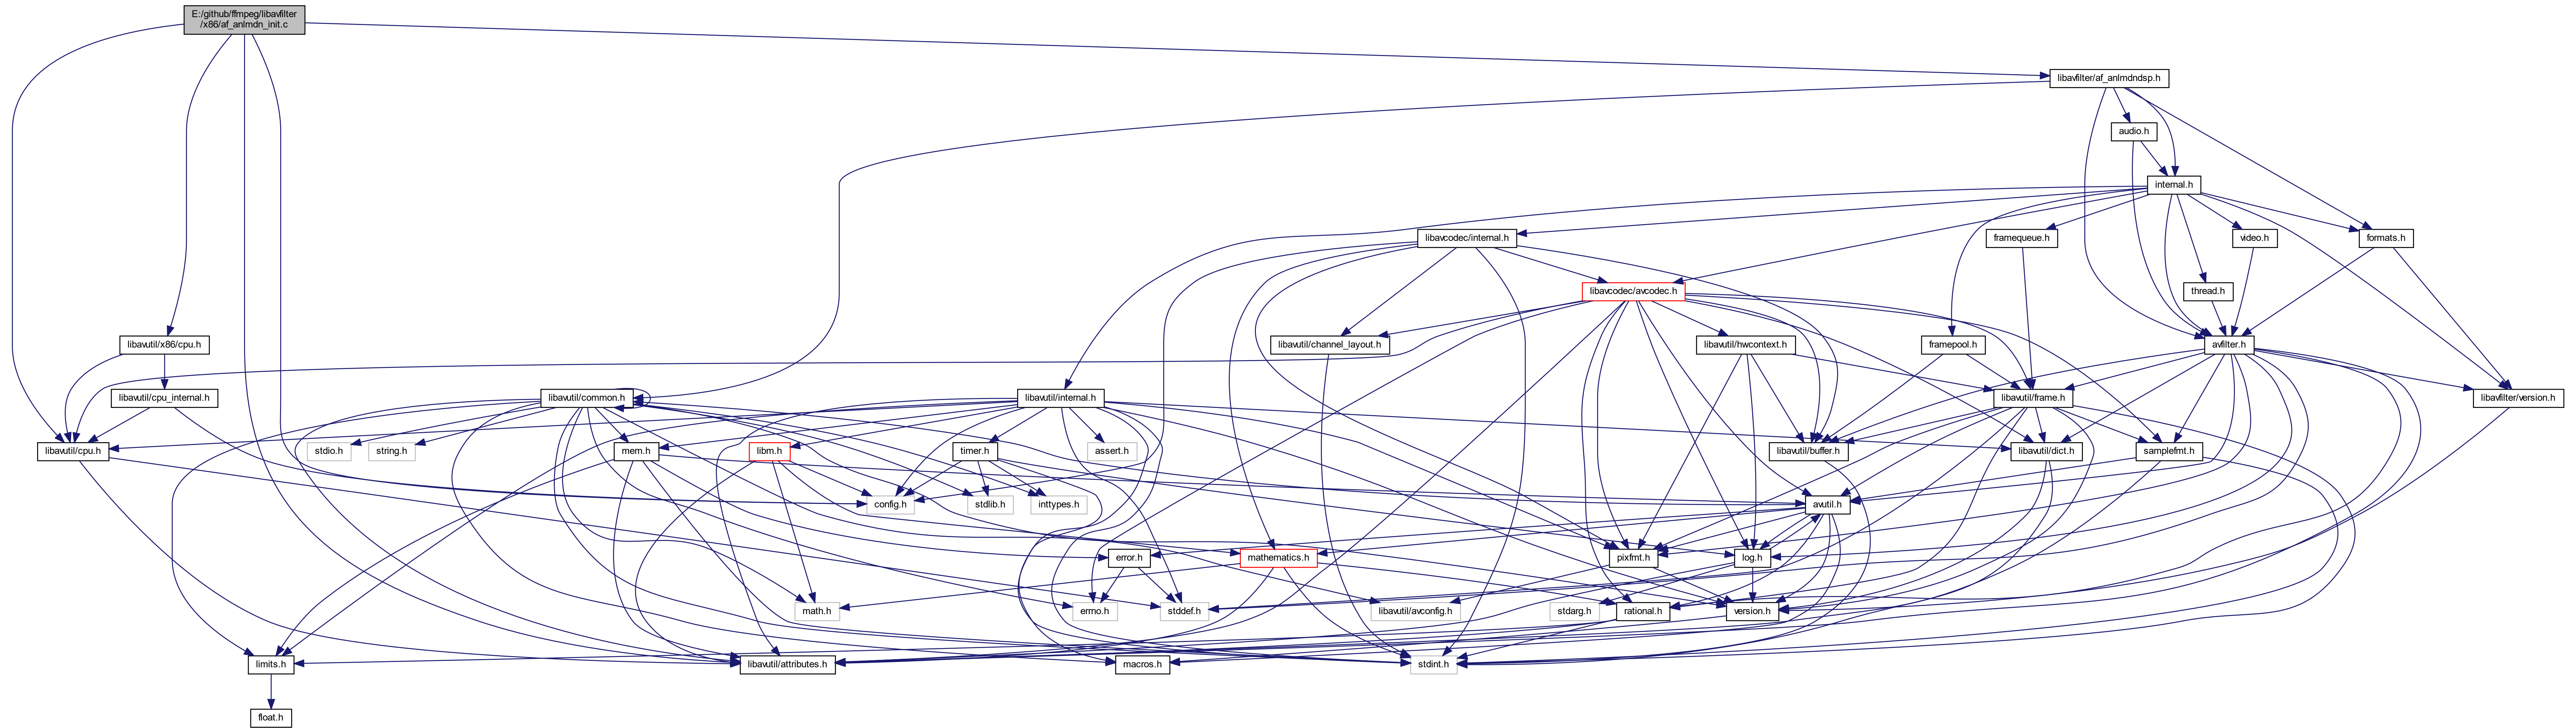 E:/github/ffmpeg/libavfilter
/x86/af_anlmdn_init.c
libavfilter/af_anlmdndsp.h
audio.h
internal.h
libavcodec/internal.h
framequeue.h
video.h
formats.h
libavcodec/avcodec.h
thread.h
libavutil/x86/cpu.h
libavutil/channel_layout.h
libavutil/hwcontext.h
framepool.h
avfilter.h
libavutil/cpu_internal.h
libavutil/common.h
libavutil/internal.h
libavutil/frame.h
libavfilter/version.h
libavutil/cpu.h
stdio.h
string.h
mem.h
libm.h
timer.h
assert.h
libavutil/buffer.h
libavutil/dict.h
samplefmt.h
config.h
stdlib.h
inttypes.h
avutil.h
error.h
mathematics.h
pixfmt.h
log.h
math.h
errno.h
stddef.h
libavutil/avconfig.h
stdarg.h
rational.h
version.h
limits.h
libavutil/attributes.h
macros.h
stdint.h
float.h